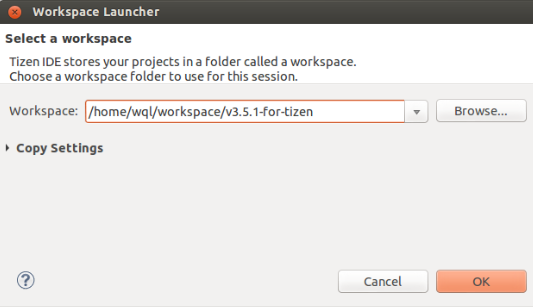 Workspace Launcher
Select a workspace
Tizen IDE stores your projects in a folder called a workspace.
Choose a workspace folder to use for this session.
Workspace: /home/wql/workspace/v3.5.1-for-tizen Browse...
Copy Settings
? Cancel OK